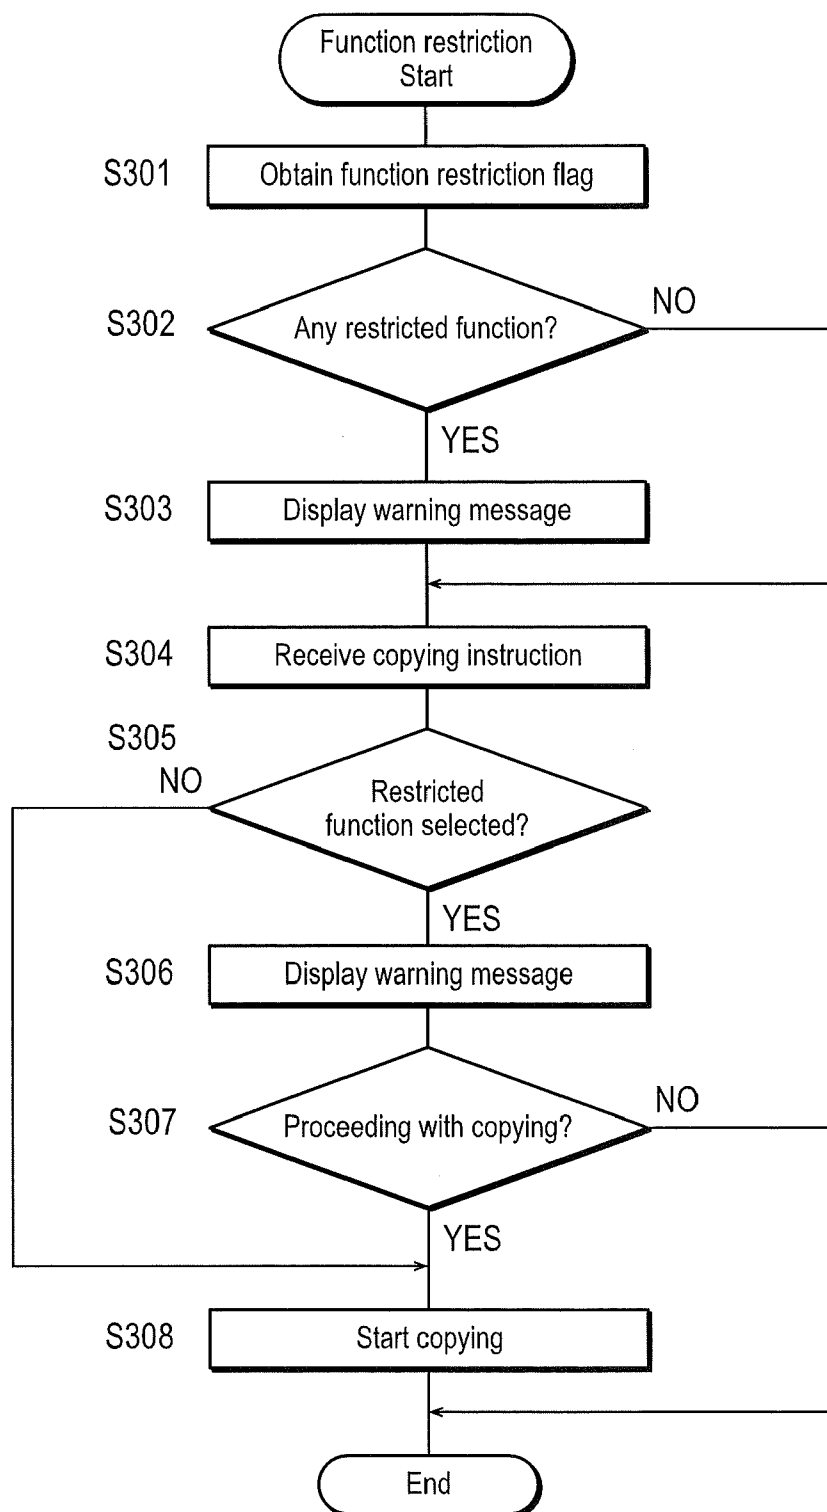 Function restriction
Start
S301
Obtain function restriction flag
S302
Any restricted function?
NO
YES
S303
Display warning message
S304
Receive copying instruction
S305
NO
Restricted
function selected?
YES
S306
Display warning message
S307
Proceeding with copying?
NO
YES
S308
Start copying
End